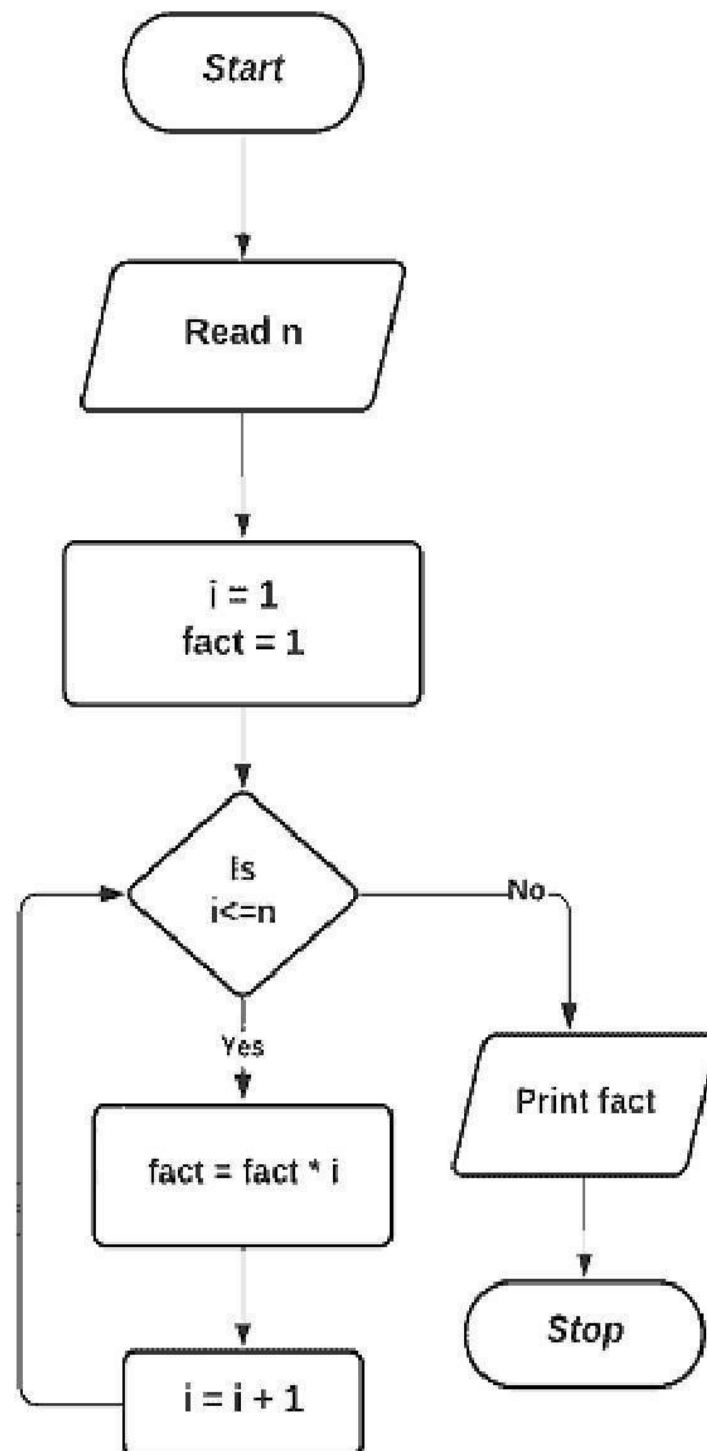 Start
Read n
i = 1
fact = 1
Is
i<=n
No
Yes
fact = fact * i
Print fact
i = i + 1
Stop